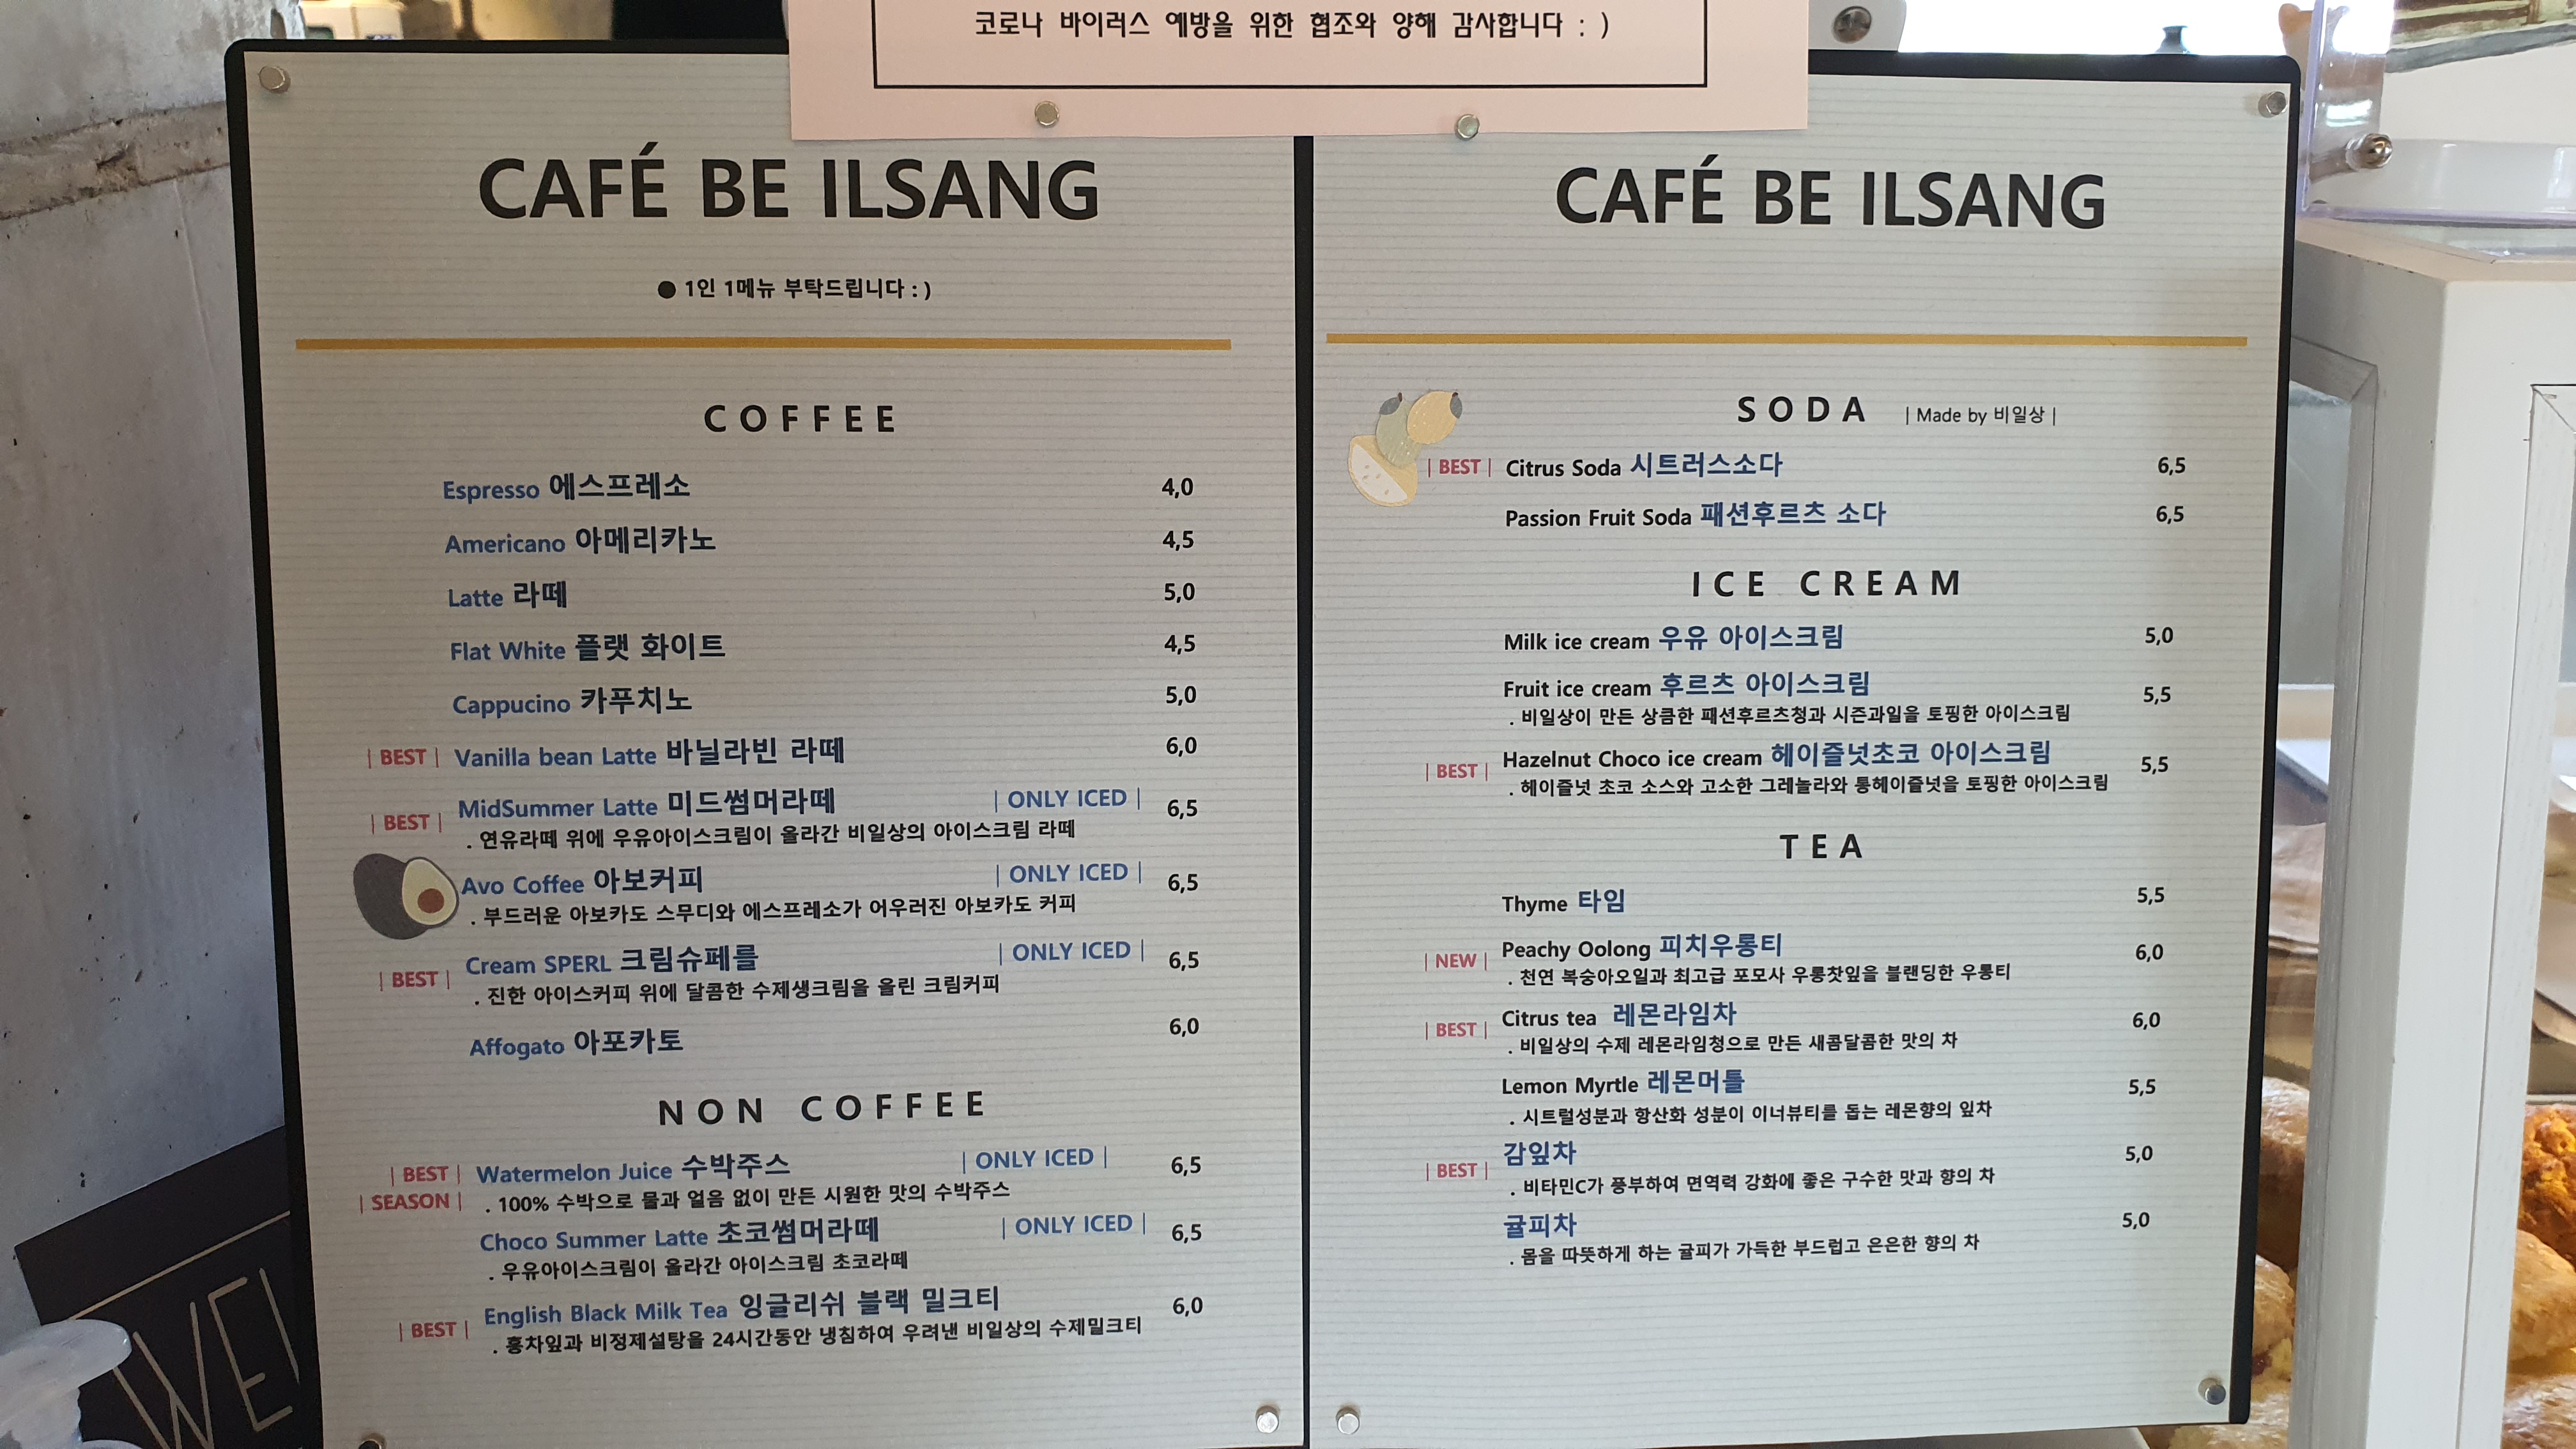 코로나 바이러스 예방을 위한 협조와 양해 감사합니다 : )
CAFÉ BE ILSANG
● 1인 1메뉴 부탁드립니다 : )
COFFEE
Espresso 에스프레소 4,0
Americano 아메리카노 4,5
Latte 라떼 5,0
Flat White 플랫 화이트 4,5
Cappucino 카푸치노 5,0
| BEST | Vanilla bean Latte 바닐라빈 라떼 6,0
| BEST | MidSummer Latte 미드썸머라떼 | ONLY ICED | 6,5
. 연유라떼 위에 우유아이스크림이 올라간 비일상의 아이스크림 라떼
Avo Coffee 아보커피 | ONLY ICED | 6,5
. 부드러운 아보카도 스무디와 에스프레소가 어우러진 아보카도 커피
| BEST | Cream SPERL 크림슈페를 | ONLY ICED | 6,5
. 진한 아이스커피 위에 달콤한 수제생크림을 올린 크림커피
Affogato 아포카토 6,0
NON COFFEE
| BEST | Watermelon Juice 수박주스 | ONLY ICED | 6,5
| SEASON | . 100% 수박으로 물과 얼음 없이 만든 시원한 맛의 수박주스
Choco Summer Latte 초코썸머라떼 | ONLY ICED | 6,5
. 우유아이스크림이 올라간 아이스크림 초코라떼
| BEST | English Black Milk Tea 잉글리쉬 블랙 밀크티 6,0
. 홍차잎과 비정제설탕을 24시간동안 냉침하여 우려낸 비일상의 수제밀크티
CAFÉ BE ILSANG
SODA | Made by 비일상 |
| BEST | Citrus Soda 시트러스소다 6,5
Passion Fruit Soda 패션후르츠 소다 6,5
ICE CREAM
Milk ice cream 우유 아이스크림 5,0
Fruit ice cream 후르츠 아이스크림 5,5
. 비일상이 만든 상큼한 패션후르츠청과 시즌과일을 토핑한 아이스크림
| BEST | Hazelnut Choco ice cream 헤이즐넛초코 아이스크림 5,5
. 헤이즐넛 초코 소스와 고소한 그레놀라와 통헤이즐넛을 토핑한 아이스크림
TEA
Thyme 타임 5,5
| NEW | Peachy Oolong 피치우롱티 6,0
. 천연 복숭아오일과 최고급 포모사 우롱찻잎을 블랜딩한 우롱티
| BEST | Citrus tea 레몬라임차 6,0
. 비일상의 수제 레몬라임청으로 만든 새콤달콤한 맛의 차
Lemon Myrtle 레몬머틀 5,5
. 시트럴성분과 항산화 성분이 이너뷰티를 돕는 레몬향의 잎차
| BEST | 감잎차 5,0
. 비타민C가 풍부하여 면역력 강화에 좋은 구수한 맛과 향의 차
귤피차 5,0
. 몸을 따뜻하게 하는 귤피가 가득한 부드럽고 은은한 향의 차